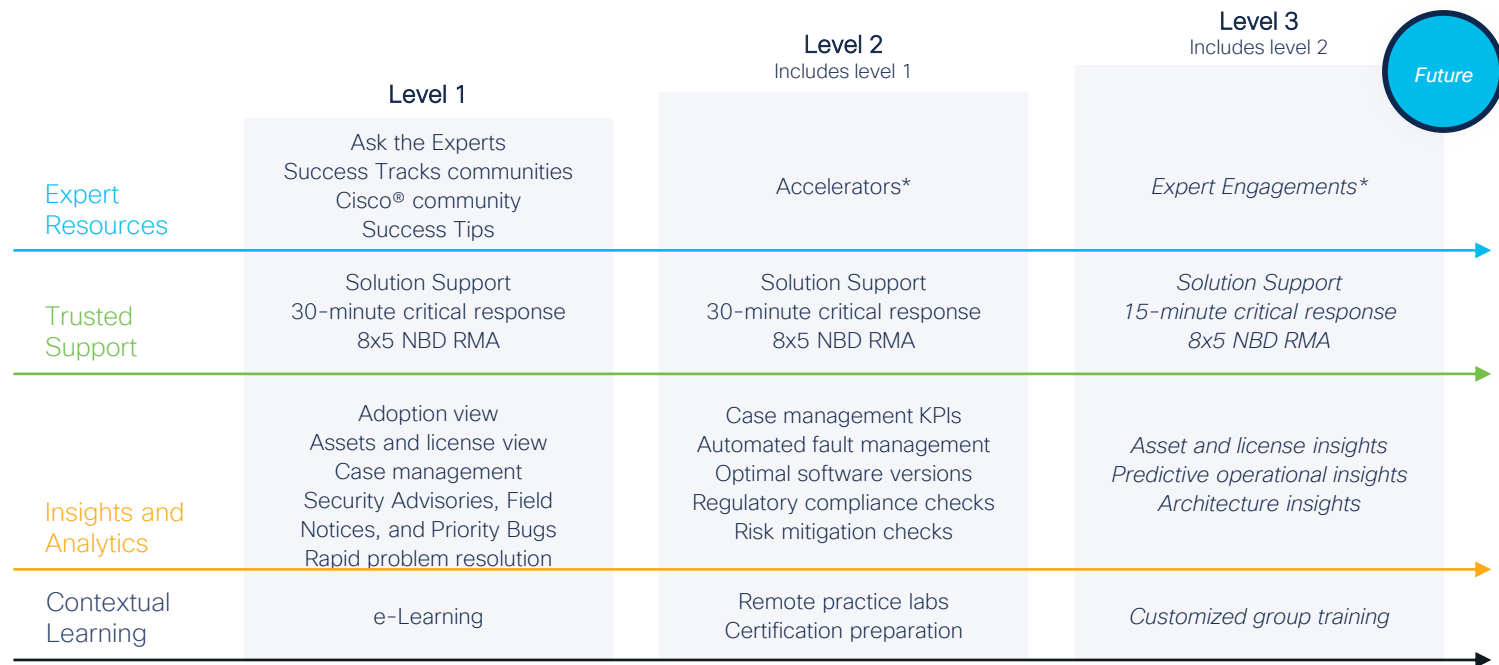 Level 3
Includes level 2
Future
Level 2
Includes level 1
Level 1
Expert
Resources
Ask the Experts
Success Tracks communities
Cisco® community
Success Tips
Accelerators*
Expert Engagements*
Trusted
Support
Solution Support
30-minute critical response
8x5 NBD RMA
Solution Support
30-minute critical response
8x5 NBD RMA
Solution Support
15-minute critical response
8x5 NBD RMA
Insights and
Analytics
Adoption view
Assets and license view
Case management
Security Advisories, Field
Notices, and Priority Bugs
Rapid problem resolution
Case management KPIs
Automated fault management
Optimal software versions
Regulatory compliance checks
Risk mitigation checks
Asset and license insights
Predictive operational insights
Architecture insights
Contextual
Learning
e-Learning
Remote practice labs
Certification preparation
Customized group training